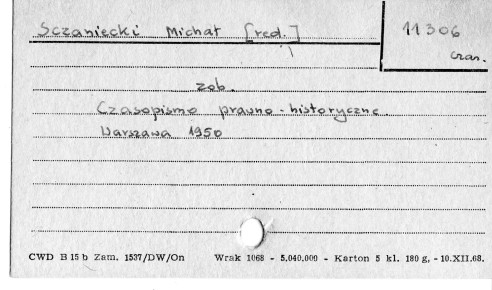 Sczaniecki Michał [red.]
11306
czas.
zob.
Czasopismo prawno-historyczne.
Warszawa 1950
CWD B 15 b Zam. 1537/DW/On Wrak 1068 - 5,040,000 - Karton 5 kl. 180 g, - 10.XII.68.